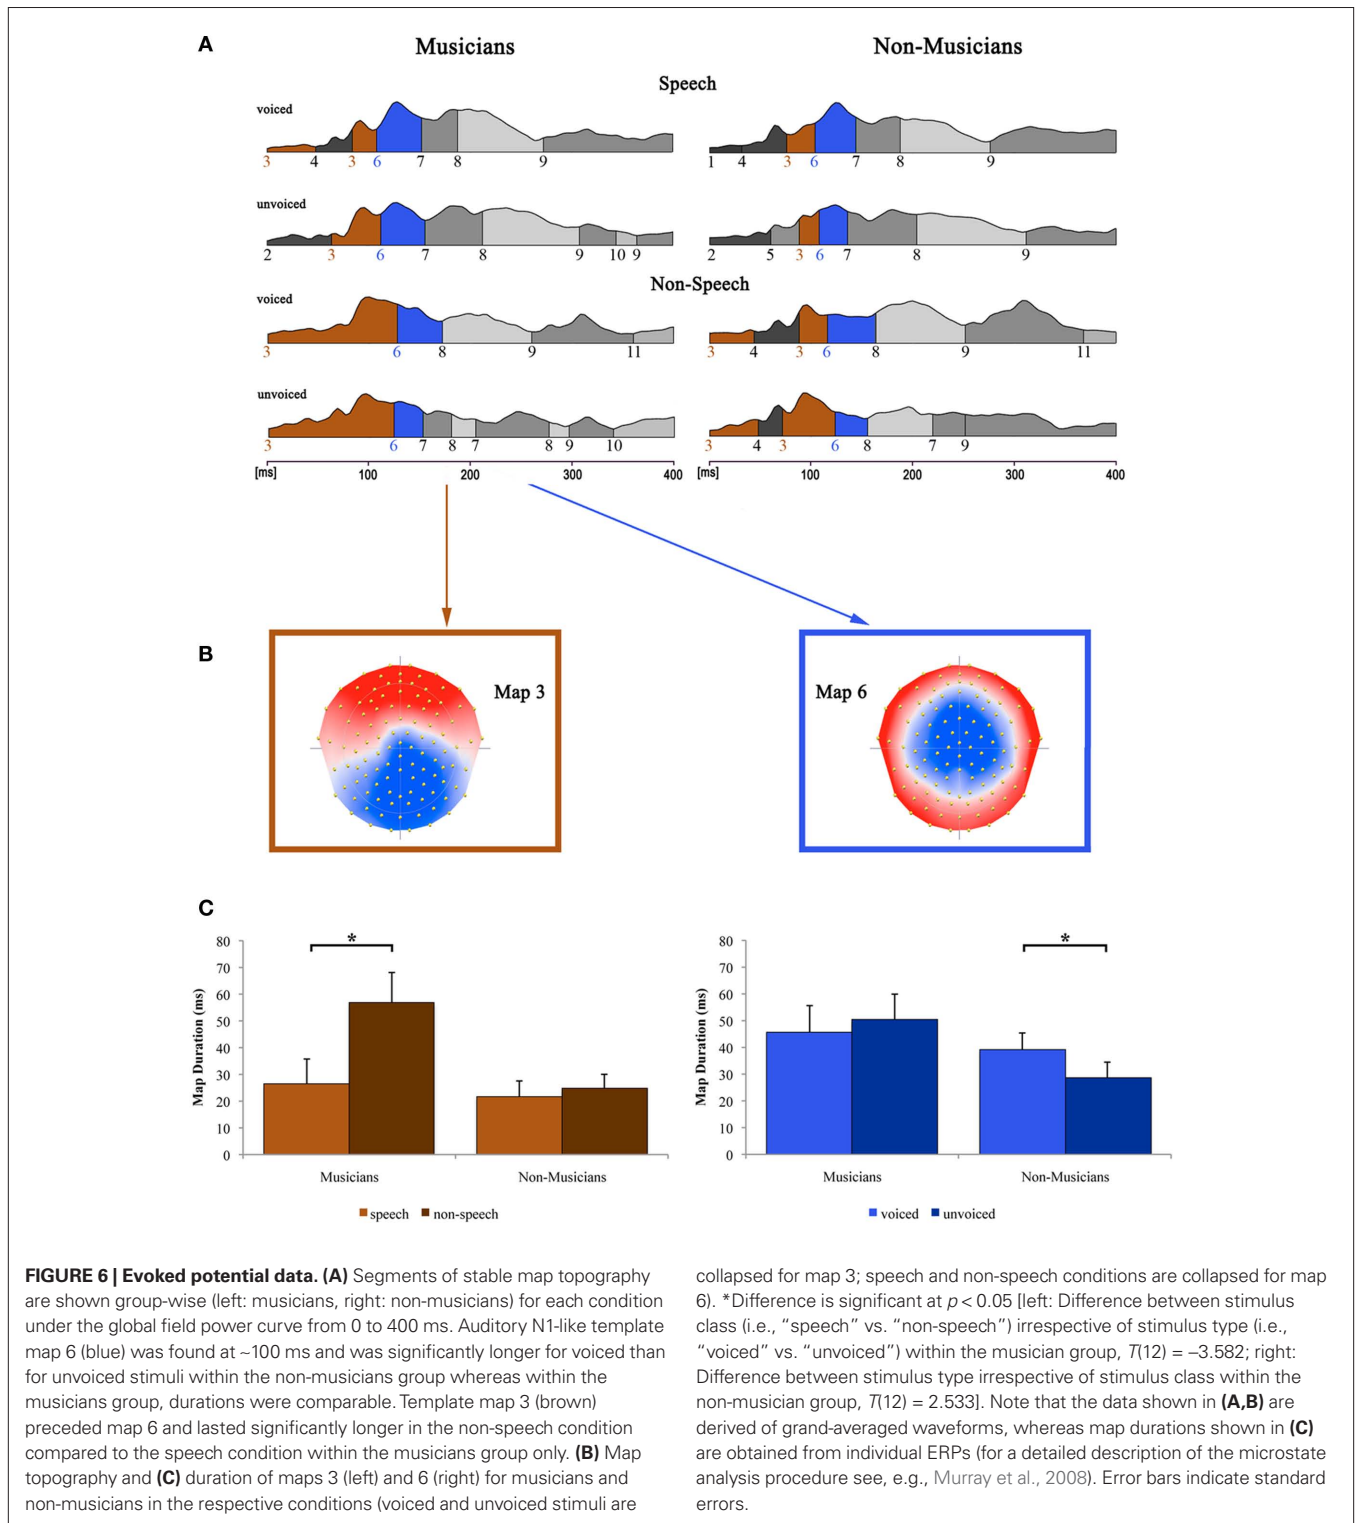 A
Musicians
Non-Musicians
Speech
voiced
3 4 3 6 7 8 9
1 4 3 6 7 8 9
unvoiced
2 3 6 7 8 9 10 9
2 5 3 6 7 8 9
Non-Speech
voiced
3 6 8 9 11
3 4 3 6 8 9 11
unvoiced
3 6 7 8 7 8 9 10
3 4 3 6 8 7 9
[ms] 100 200 300 400
[ms] 100 200 300 400
B
Map 3
Map 6
C
80
70
60
50
40
30
20
10
0
Map Duration (ms)
*
Musicians Non-Musicians
speech non-speech
80
70
60
50
40
30
20
10
0
Map Duration (ms)
*
Musicians Non-Musicians
voiced unvoiced
FIGURE 6 | Evoked potential data. (A) Segments of stable map topography
are shown group-wise (left: musicians, right: non-musicians) for each condition
under the global field power curve from 0 to 400 ms. Auditory N1-like template
map 6 (blue) was found at ~100 ms and was significantly longer for voiced than
for unvoiced stimuli within the non-musicians group whereas within the
musicians group, durations were comparable. Template map 3 (brown)
preceded map 6 and lasted significantly longer in the non-speech condition
compared to the speech condition within the musicians group only. (B) Map
topography and (C) duration of maps 3 (left) and 6 (right) for musicians and
non-musicians in the respective conditions (voiced and unvoiced stimuli are
collapsed for map 3; speech and non-speech conditions are collapsed for map
6). *Difference is significant at p < 0.05 [left: Difference between stimulus
class (i.e., “speech” vs. “non-speech”) irrespective of stimulus type (i.e.,
“voiced” vs. “unvoiced”) within the musician group, T(12) = –3.582; right:
Difference between stimulus type irrespective of stimulus class within the
non-musician group, T(12) = 2.533]. Note that the data shown in (A,B) are
derived of grand-averaged waveforms, whereas map durations shown in (C)
are obtained from individual ERPs (for a detailed description of the microstate
analysis procedure see, e.g., Murray et al., 2008). Error bars indicate standard
errors.